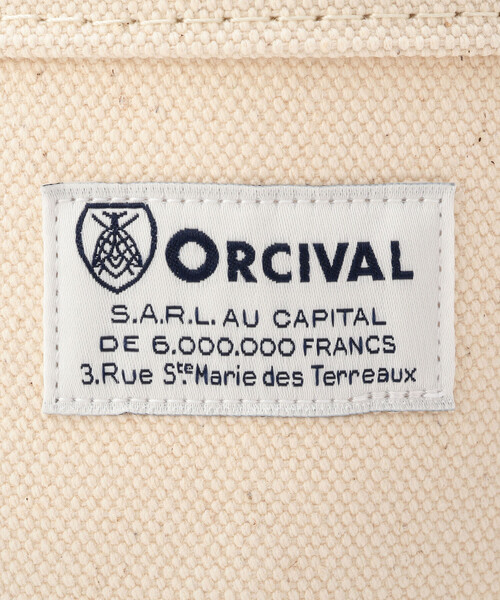 ORCIVAL
S.A.R.L. AU CAPITAL
DE 6.000.000 FRANCS
3.Rue Ste Marie des Terreaux